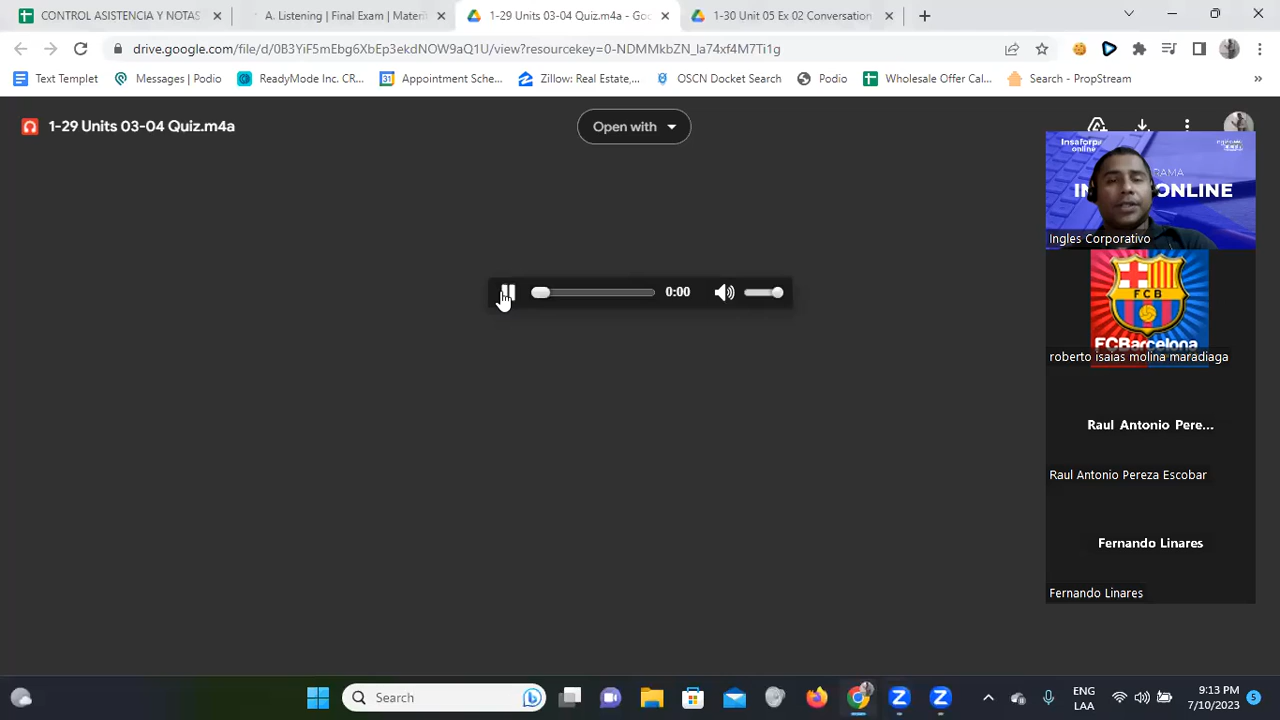 CONTROL ASISTENCIA Y NOTAS
A. Listening | Final Exam | Materi
1-29 Units 03-04 Quiz.m4a - Goo
1-30 Unit 05 Ex 02 Conversation
drive.google.com/file/d/0B3YiF5mEbg6XbEp3ekdNOW9aQ1U/view?resourcekey=0-NDMMkbZN_la74xf4M7Ti1g
Text Templet
Messages | Podio
ReadyMode Inc. CR...
Appointment Sche...
Zillow: Real Estate,...
OSCN Docket Search
Podio
Wholesale Offer Cal...
Search - PropStream
1-29 Units 03-04 Quiz.m4a
Open with
0:00
Insaforp
online
RAMA
ONLINE
Ingles Corporativo
FCB
FCBarcelona
roberto isaias molina maradiaga
Raul Antonio Pere...
Raul Antonio Pereza Escobar
Fernando Linares
Fernando Linares
Search
ENG
LAA
9:13 PM
7/10/2023
5